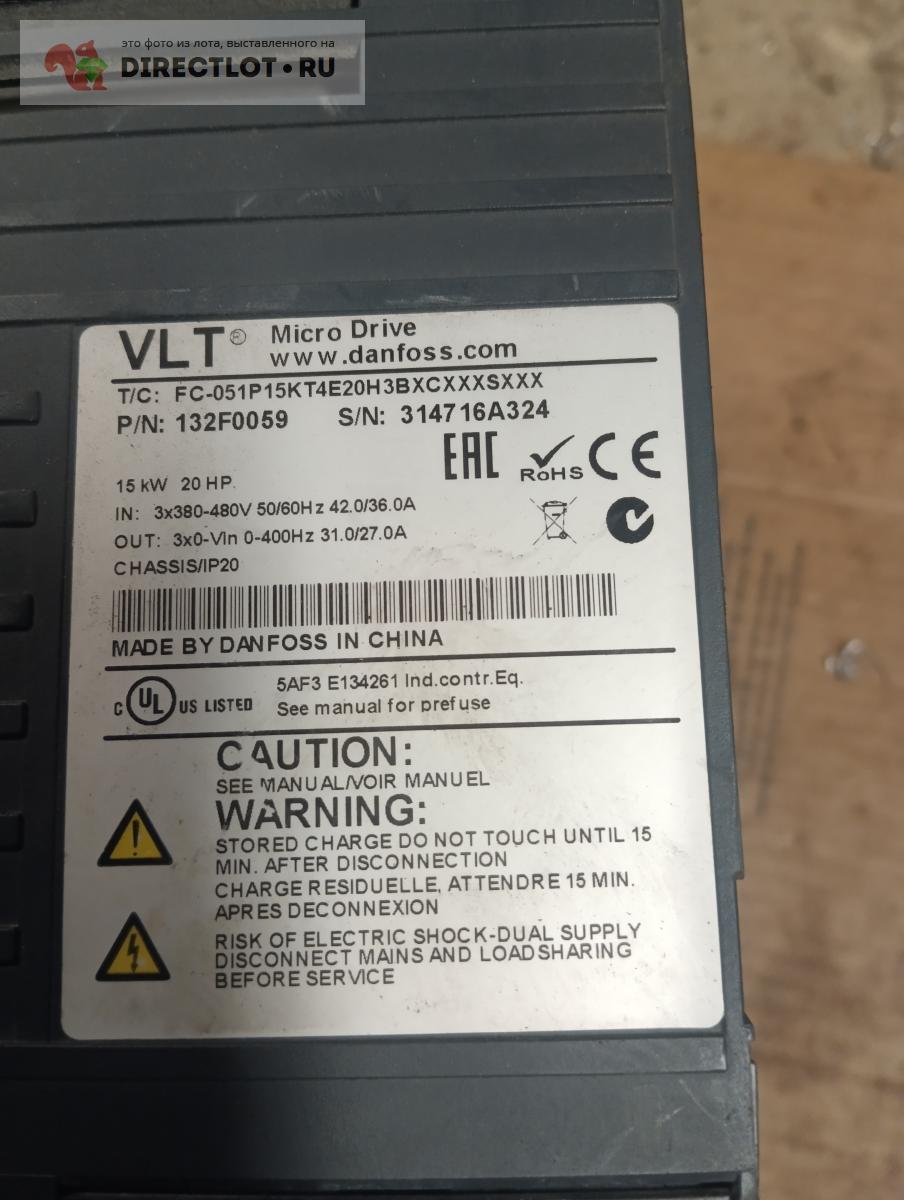 это фото из лота, выставленного на
DIRECTLOT•RU
VLT® Micro Drive
www.danfoss.com
T/C: FC-051P15KT4E20H3BXCXXXSXXX
P/N: 132F0059 S/N: 314716A324
EAC RoHS CE
15 kW 20 HP.
IN: 3x380-480V 50/60Hz 42.0/36.0A
OUT: 3x0-Vin 0-400Hz 31.0/27.0A
CHASSIS/IP20
MADE BY DANFOSS IN CHINA
C UL US LISTED 5AF3 E134261 Ind.contr.Eq.
See manual for prefuse
CAUTION:
SEE MANUAL/VOIR MANUEL
WARNING:
STORED CHARGE DO NOT TOUCH UNTIL 15
MIN. AFTER DISCONNECTION
CHARGE RESIDUELLE, ATTENDRE 15 MIN.
APRES DECONNEXION
RISK OF ELECTRIC SHOCK-DUAL SUPPLY
DISCONNECT MAINS AND LOADSHARING
BEFORE SERVICE